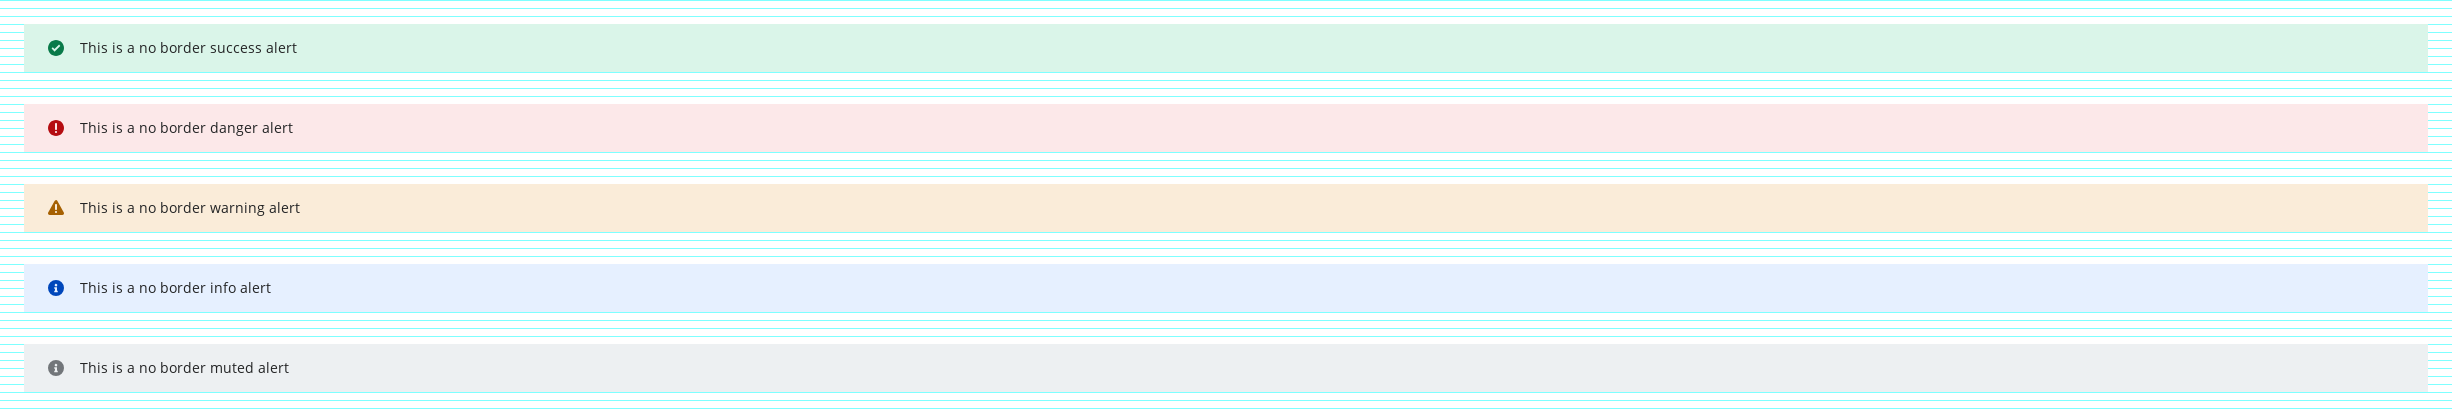 This is a no border success alert
This is a no border danger alert
This is a no border warning alert
This is a no border info alert
This is a no border muted alert